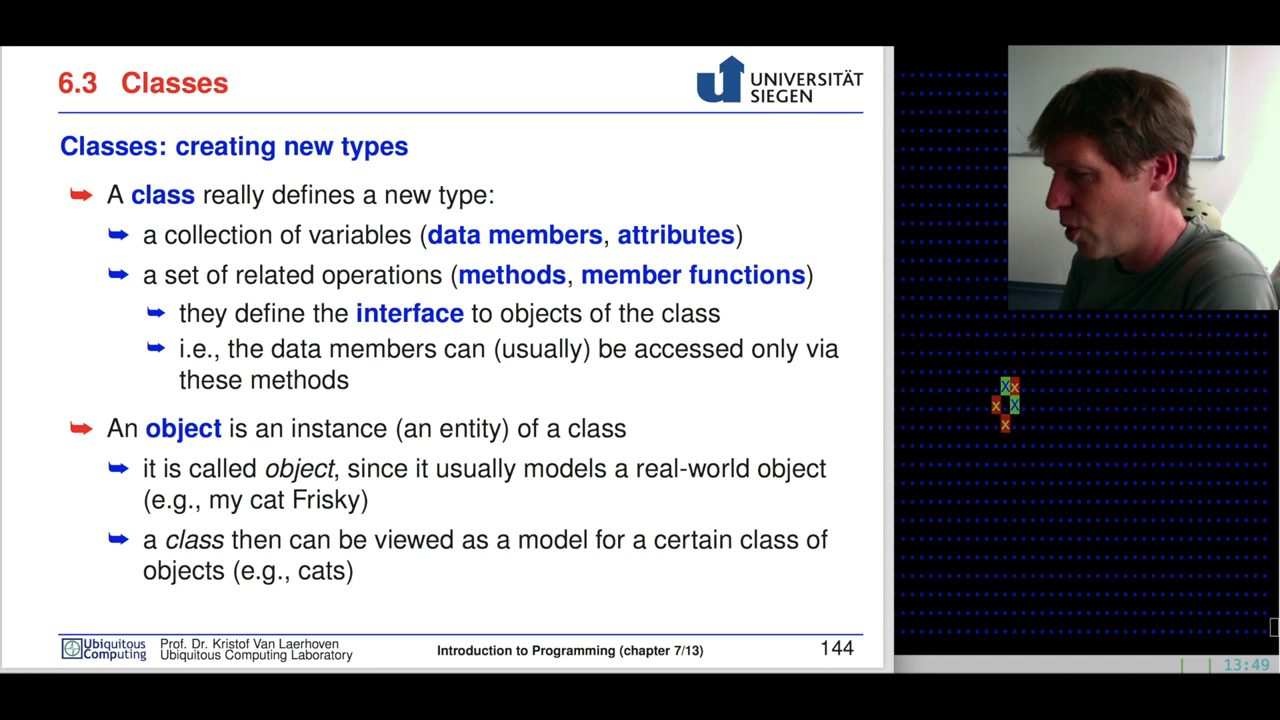 6.3 Classes
UNIVERSITÄT
SIEGEN
Classes: creating new types
A class really defines a new type:
a collection of variables (data members, attributes)
a set of related operations (methods, member functions)
they define the interface to objects of the class
i.e., the data members can (usually) be accessed only via
these methods
An object is an instance (an entity) of a class
it is called object, since it usually models a real-world object
(e.g., my cat Frisky)
a class then can be viewed as a model for a certain class of
objects (e.g., cats)
Xx
x X
x
Ubiquitous
Computing
Prof. Dr. Kristof Van Laerhoven
Ubiquitous Computing Laboratory
Introduction to Programming (chapter 7/13)
144
13:49